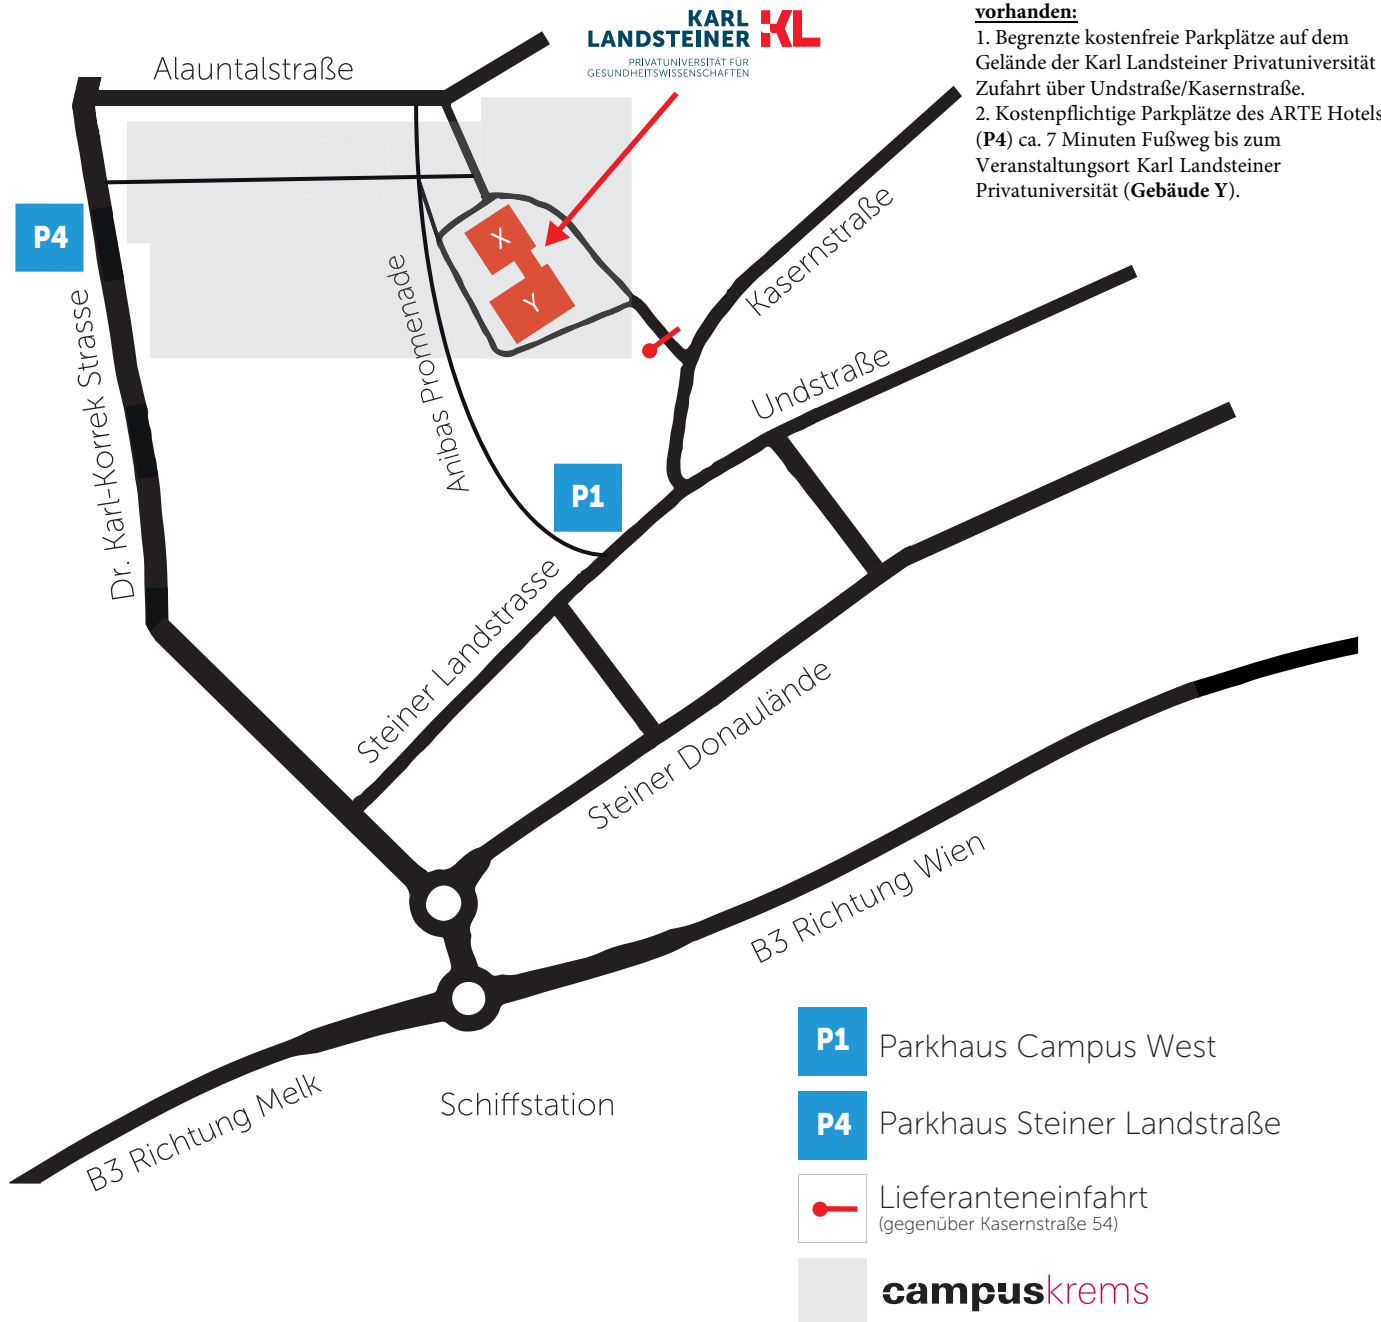 KARL
LANDSTEINER
KL
PRIVATUNIVERSITÄT FÜR
GESUNDHEITSWISSENSCHAFTEN
vorhanden:
1. Begrenzte kostenfreie Parkplätze auf dem
Gelände der Karl Landsteiner Privatuniversität
Zufahrt über Undstraße/Kasernstraße.
2. Kostenpflichtige Parkplätze des ARTE Hotels
(P4) ca. 7 Minuten Fußweg bis zum
Veranstaltungsort Karl Landsteiner
Privatuniversität (Gebäude Y).
Alauntalstraße
P4
X
Y
Kasernstraße
Anibas Promenade
Dr. Karl-Korrek Strasse
Undstraße
P1
Steiner Landstrasse
Steiner Donaulände
B3 Richtung Wien
B3 Richtung Melk
Schiffstation
P1 Parkhaus Campus West
P4 Parkhaus Steiner Landstraße
Lieferanteneinfahrt
(gegenüber Kasernstraße 54)
campuskrems